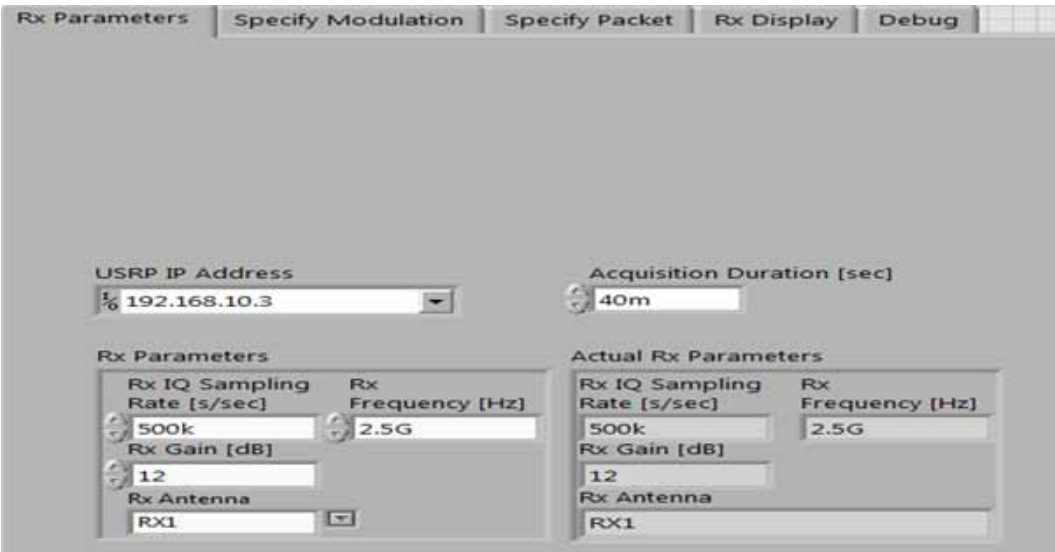 Rx Parameters Specify Modulation Specify Packet Rx Display Debug
USRP IP Address
192.168.10.3
Acquisition Duration [sec]
40m
Rx Parameters
Rx IQ Sampling Rate [s/sec]
500k
Rx Frequency [Hz]
2.5G
Rx Gain [dB]
12
Rx Antenna
RX1
Actual Rx Parameters
Rx IQ Sampling Rate [s/sec]
500k
Rx Frequency [Hz]
2.5G
Rx Gain [dB]
12
Rx Antenna
RX1